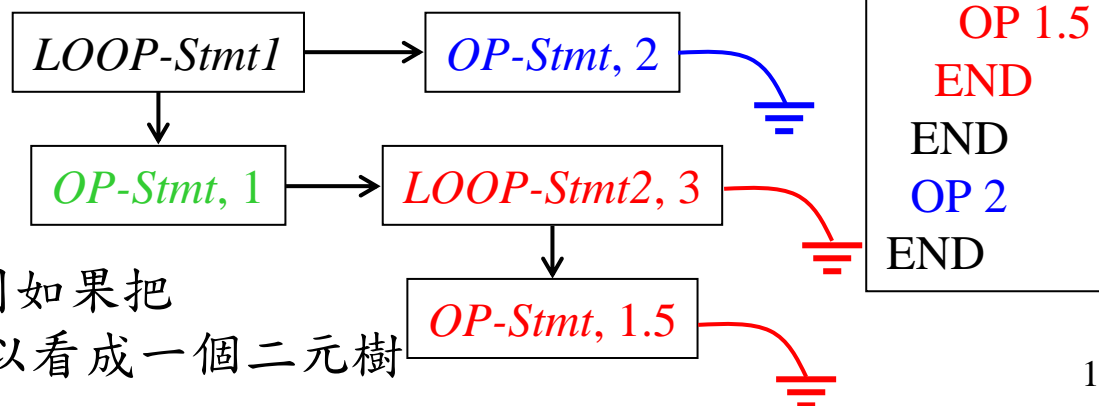 LOOP-Stmt1
OP-Stmt, 2
OP-Stmt, 1
LOOP-Stmt2, 3
OP-Stmt, 1.5
如果把
以看成一個二元樹
OP 1.5
END
END
OP 2
END
1